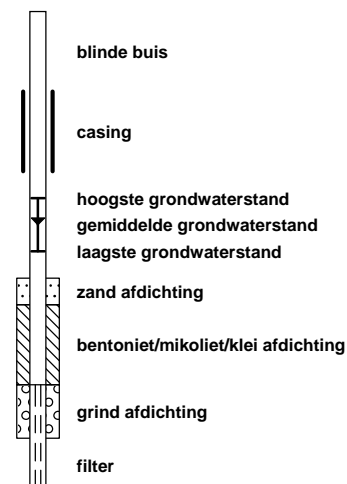 blinde buis
casing
hoogste grondwaterstand
gemiddelde grondwaterstand
laagste grondwaterstand
zand afdichting
bentoniet/mikoliet/klei afdichting
grind afdichting
filter